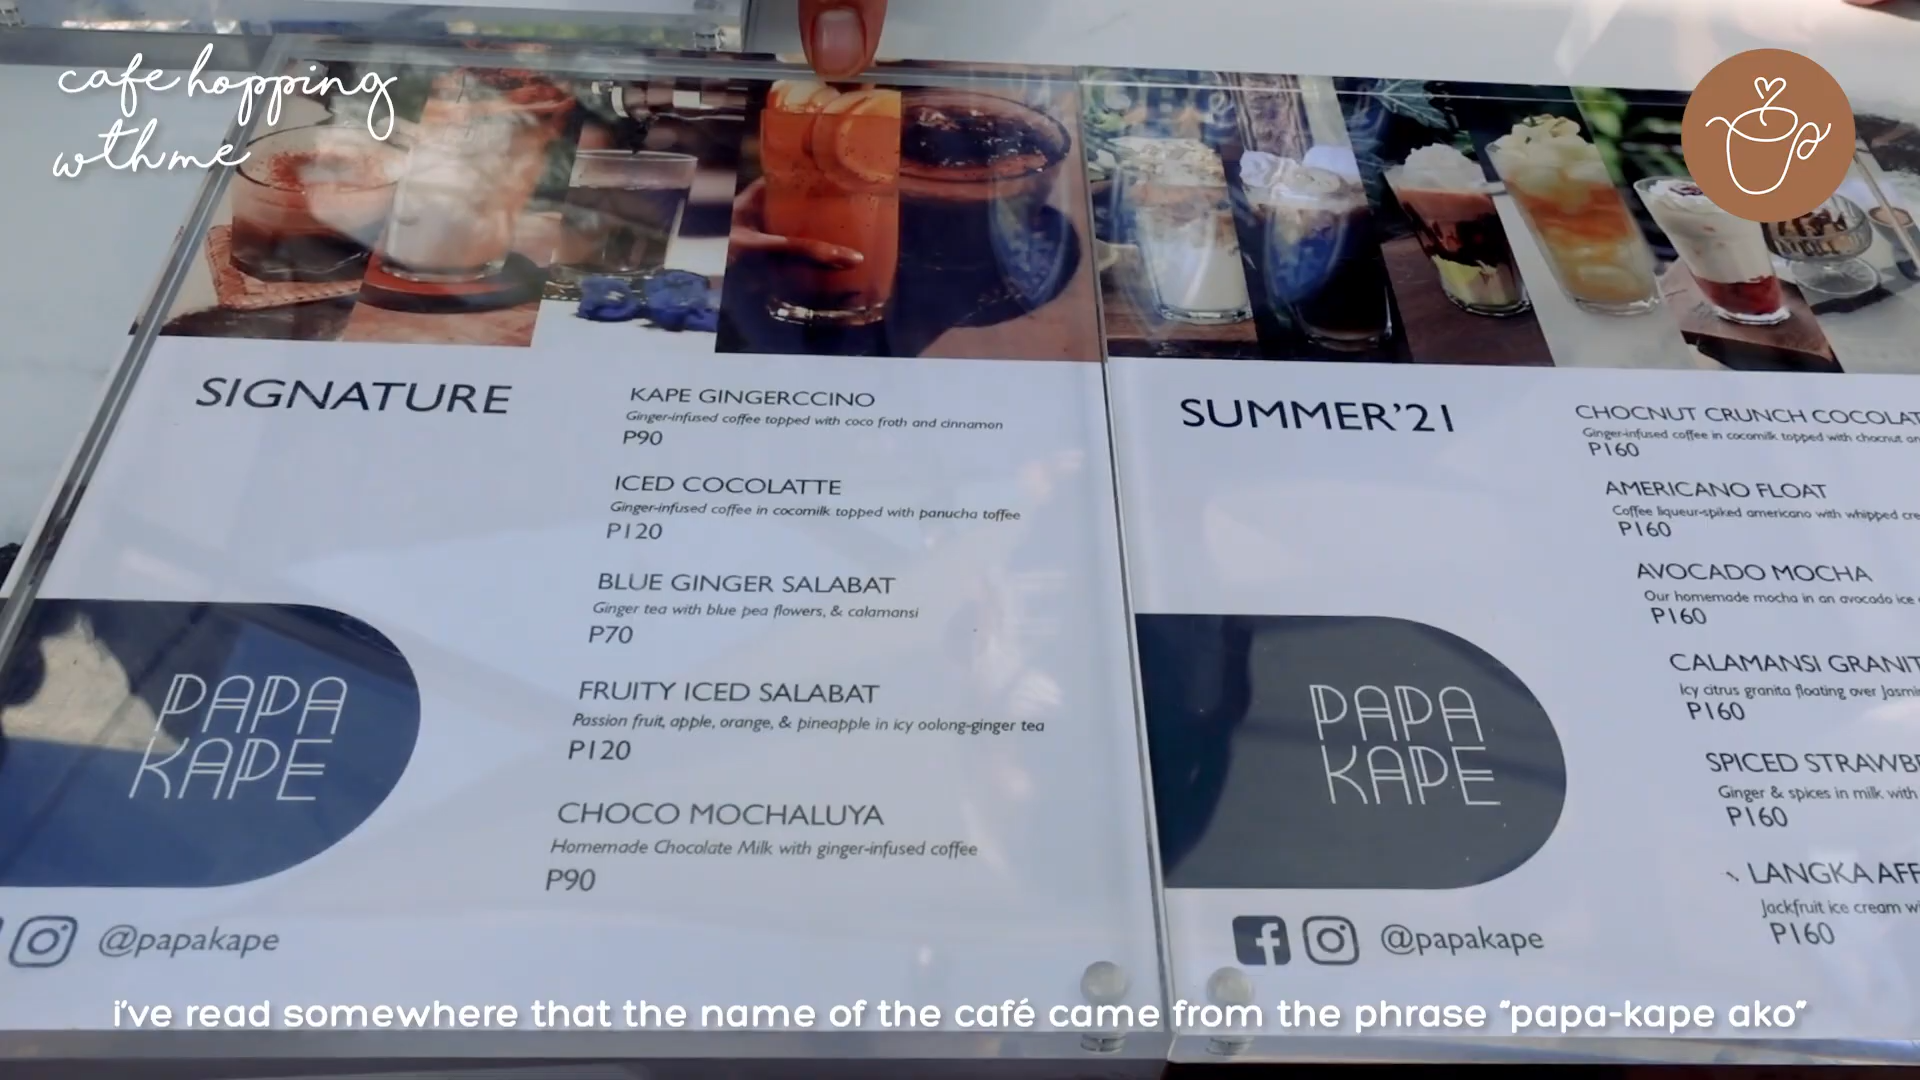 cafe hopping
wthme
SIGNATURE
KAPE GINGERCCINO
Ginger-infused coffee topped with coco froth and cinnamon
P90
ICED COCOLATTE
Ginger-infused coffee in cocomilk topped with panucha toffee
P120
BLUE GINGER SALABAT
Ginger tea with blue pea flowers, & calamansi
P70
FRUITY ICED SALABAT
Passion fruit, apple, orange, & pineapple in icy oolong-ginger tea
P120
CHOCO MOCHALUYA
Homemade Chocolate Milk with ginger-infused coffee
P90
PAPA
KAPE
@papakape
SUMMER'21
CHOCNUT CRUNCH COCOLAT
Ginger-infused coffee in cocomilk topped with chocnut an
P160
AMERICANO FLOAT
Coffee liqueur-spiked americano with whipped cre
P160
AVOCADO MOCHA
Our homemade mocha in an avocado ice
P160
CALAMANSI GRANIT
Icy citrus granita floating over Jasmi
P160
SPICED STRAWBE
Ginger & spices in milk with
P160
LANGKA AFF
Jackfruit ice cream wi
P160
PAPA
KAPE
@papakape
i've read somewhere that the name of the café came from the phrase "papa-kape ako"